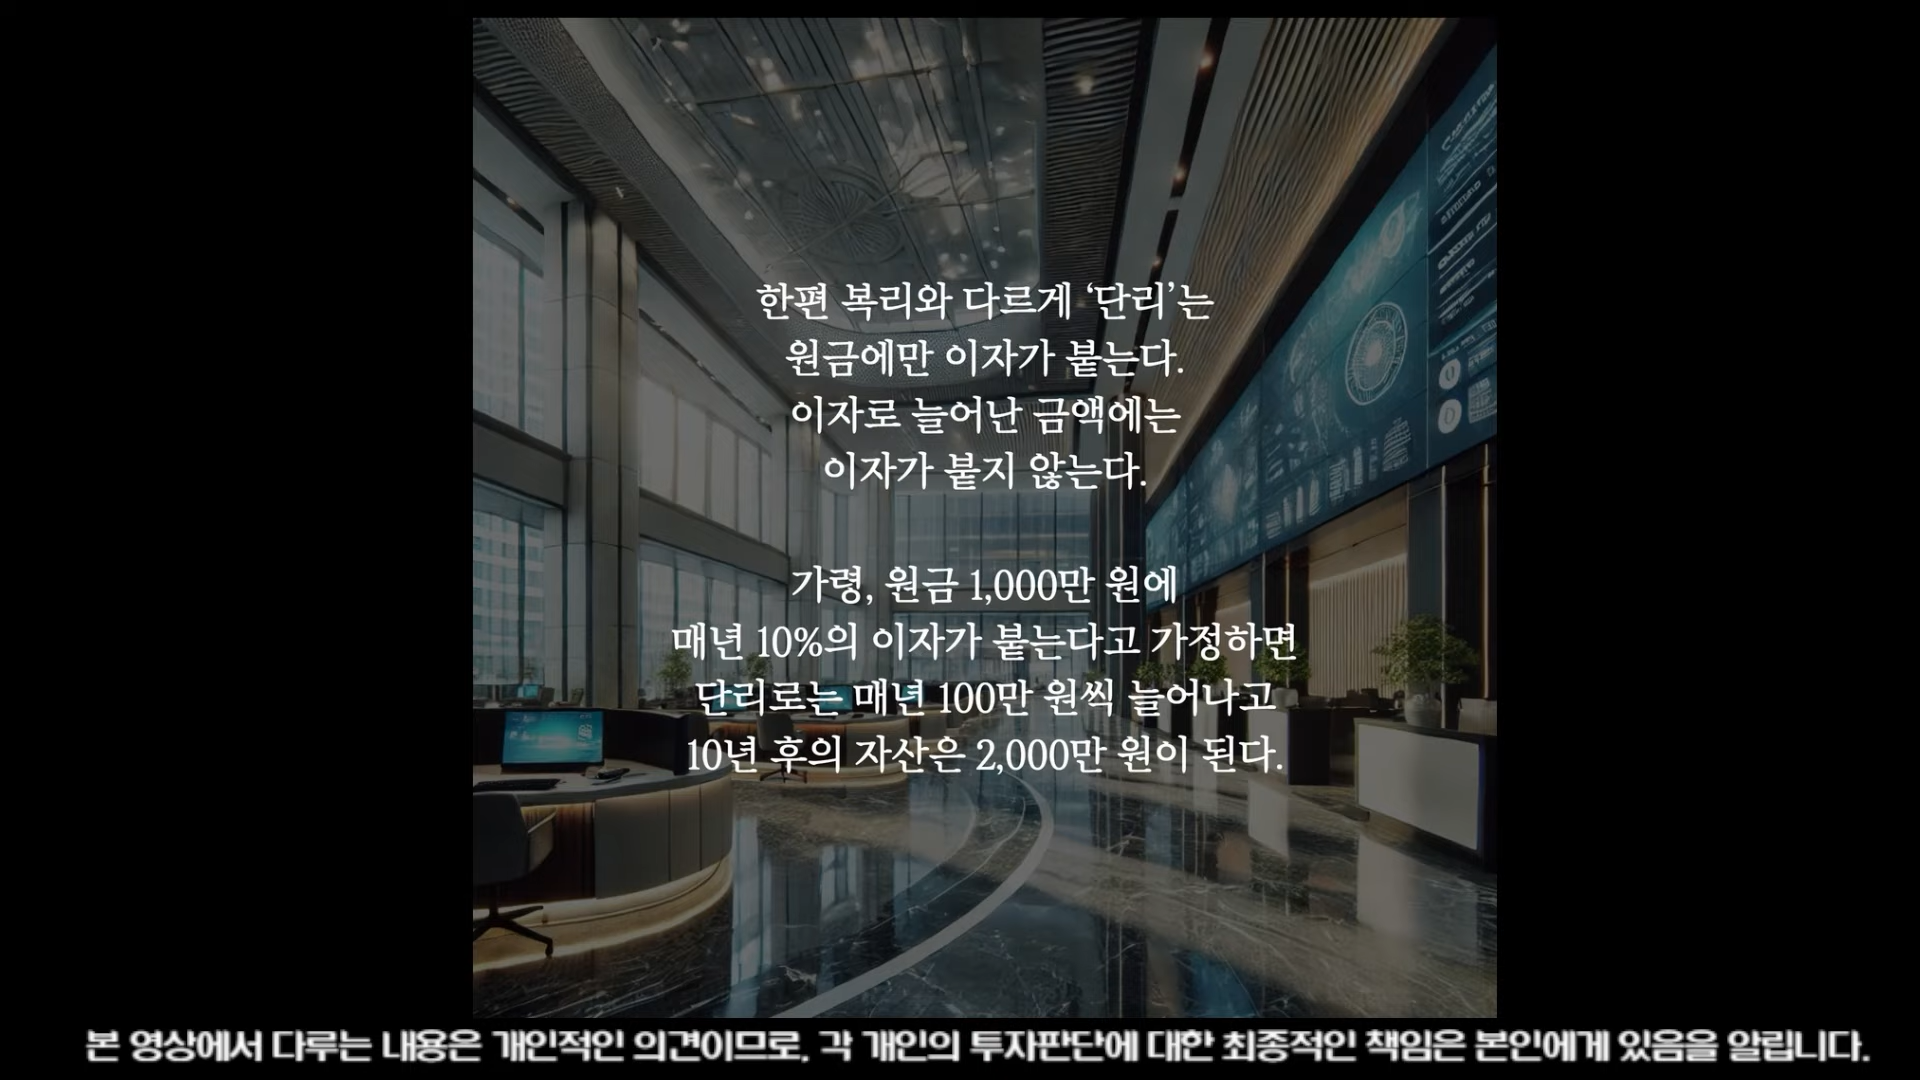 한편 복리와 다르게 ‘단리’는
원금에만 이자가 붙는다.
이자로 늘어난 금액에는
이자가 붙지 않는다.
가령, 원금 1,000만 원에
매년 10%의 이자가 붙는다고 가정하면
단리로는 매년 100만 원씩 늘어나고
10년 후의 자산은 2,000만 원이 된다.
본 영상에서 다루는 내용은 개인적인 의견이므로, 각 개인의 투자판단에 대한 최종적인 책임은 본인에게 있음을 알립니다.